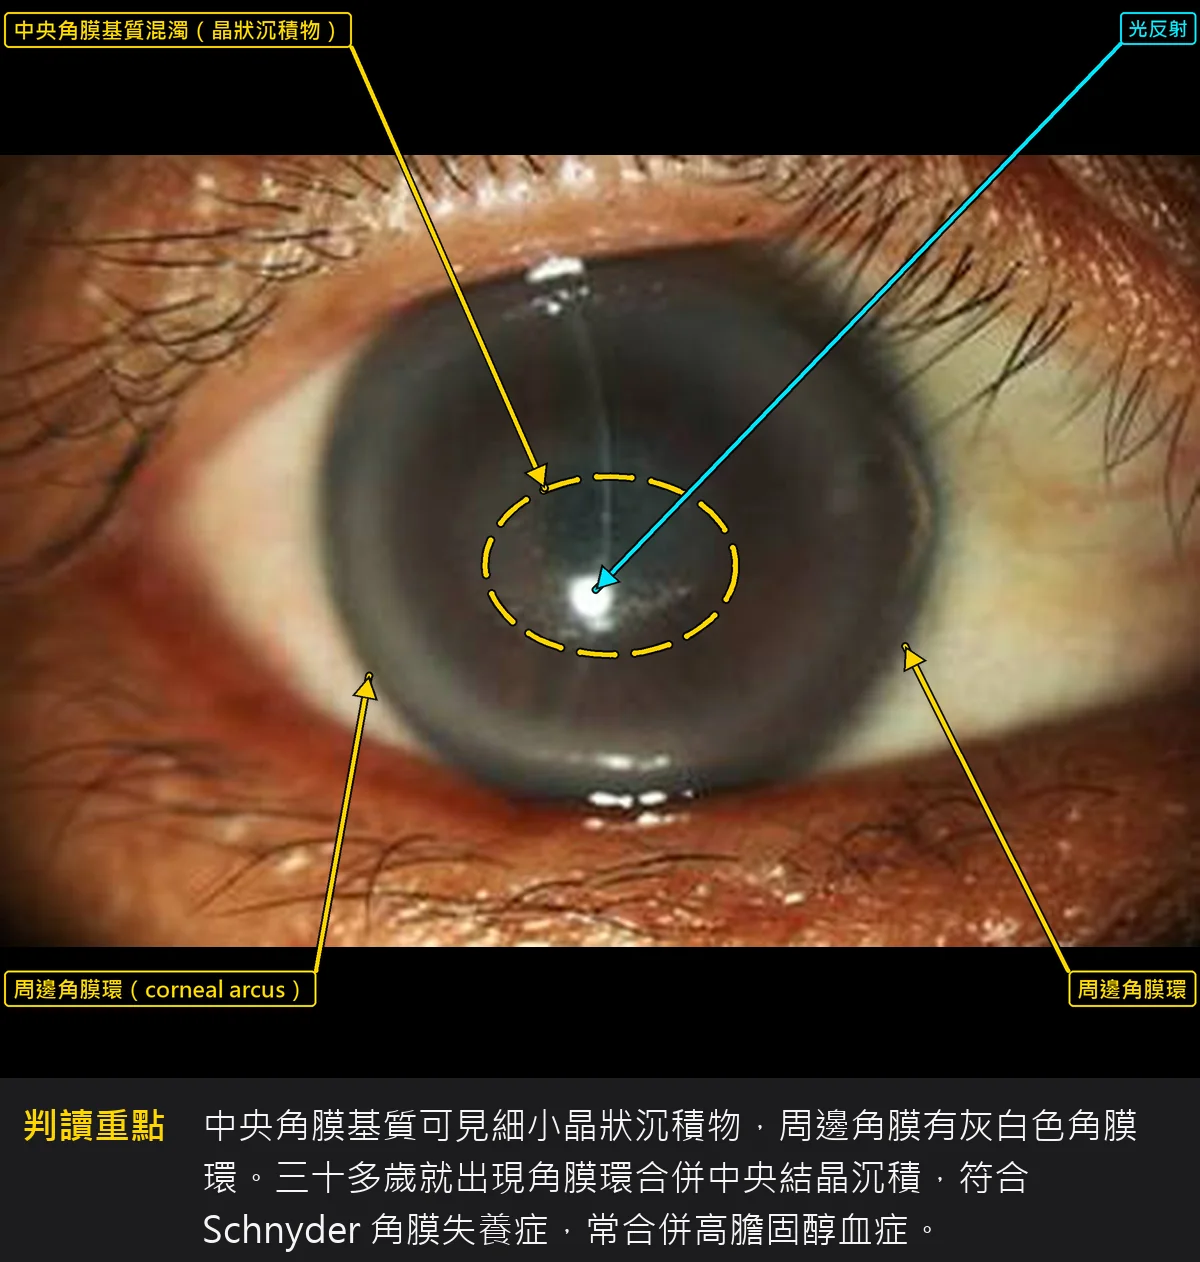 中央角膜基質混濁（晶狀沉積物）
光反射
周邊角膜環（corneal arcus）
周邊角膜環
判讀重點
中央角膜基質可見細小晶狀沉積物，周邊角膜有灰白色角膜
環。三十多歲就出現角膜環合併中央結晶沉積，符合
Schnyder 角膜失養症，常合併高膽固醇血症。